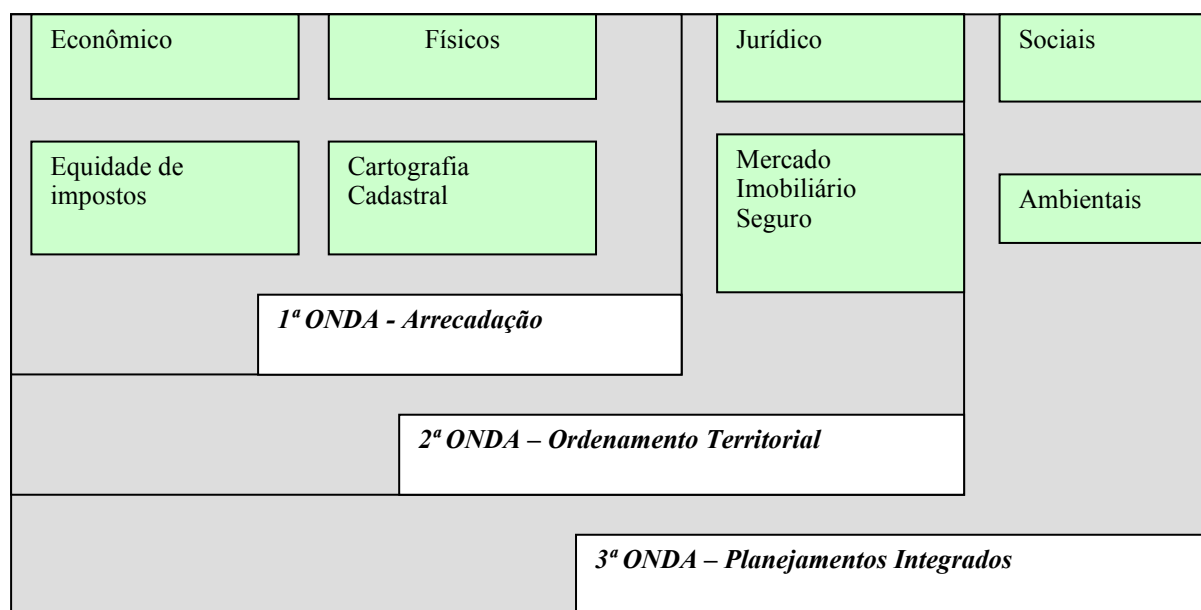 Econômico
Físicos
Jurídico
Sociais
Equidade de
impostos
Cartografia
Cadastral
Mercado
Imobiliário
Seguro
Ambientais
1ª ONDA - Arrecadação
2ª ONDA – Ordenamento Territorial
3ª ONDA – Planejamentos Integrados